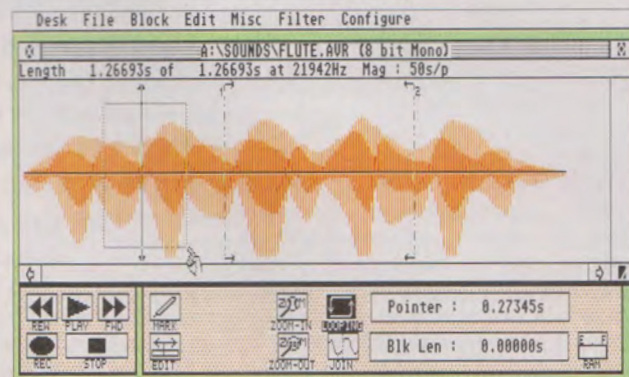 Desk File Block Edit Misc Filter Configure
A:\SOUNDS\FLUTE.AVR (8 bit Mono)
Length 1.26693s of 1.26693s at 21942Hz Mag : 50s/p
1
2
REW PLAY FWD
MARK
ZOOM-IN
LOOPING
Pointer : 0.27345s
REC STOP
EDIT
ZOOM-OUT
JOIN
Blk Len : 0.00000s
E F
RAM